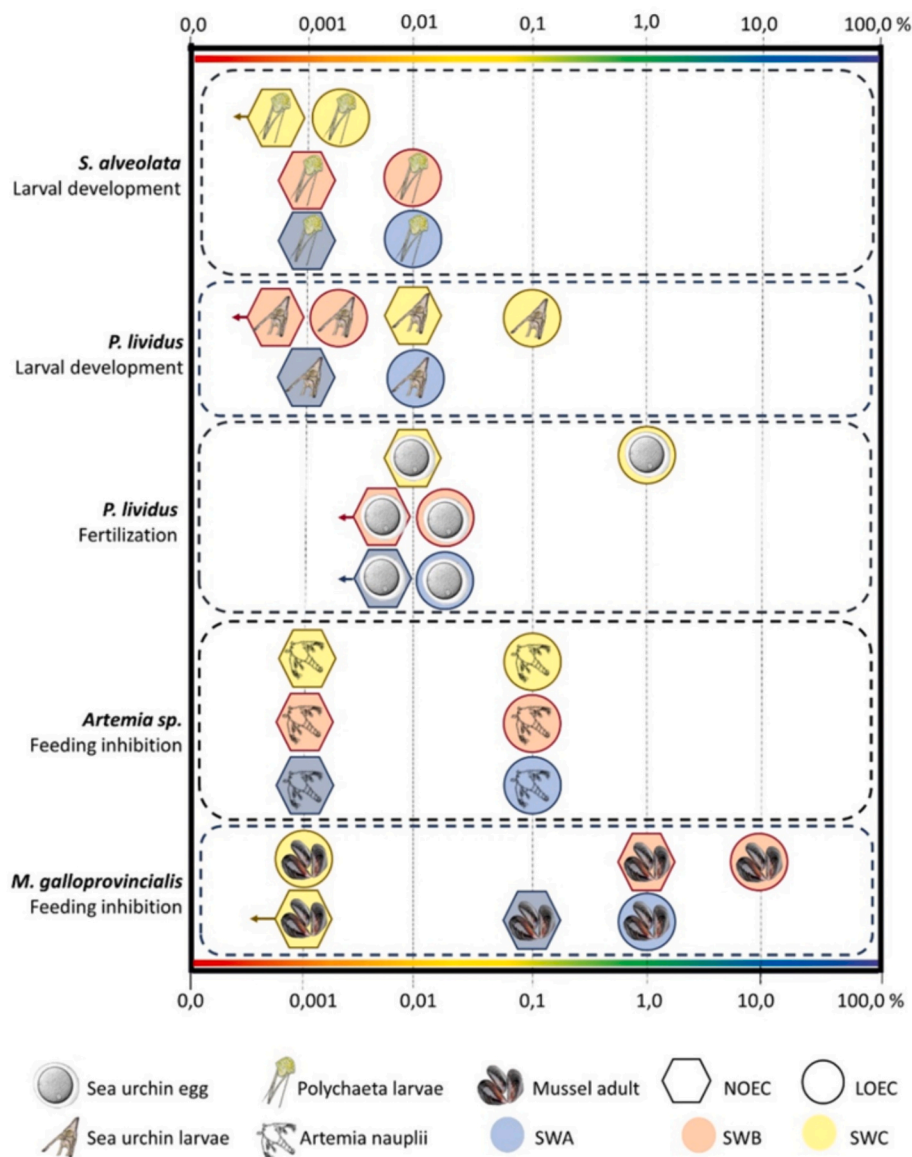 0,0 0,001 0,01 0,1 1,0 10,0 100,0 %
S. alveolata
Larval development
P. lividus
Larval development
P. lividus
Fertilization
Artemia sp.
Feeding inhibition
M. galloprovincialis
Feeding inhibition
0,0 0,001 0,01 0,1 1,0 10,0 100,0 %
Sea urchin egg Polychaeta larvae Mussel adult NOEC LOEC
Sea urchin larvae Artemia nauplii SWA SWB SWC